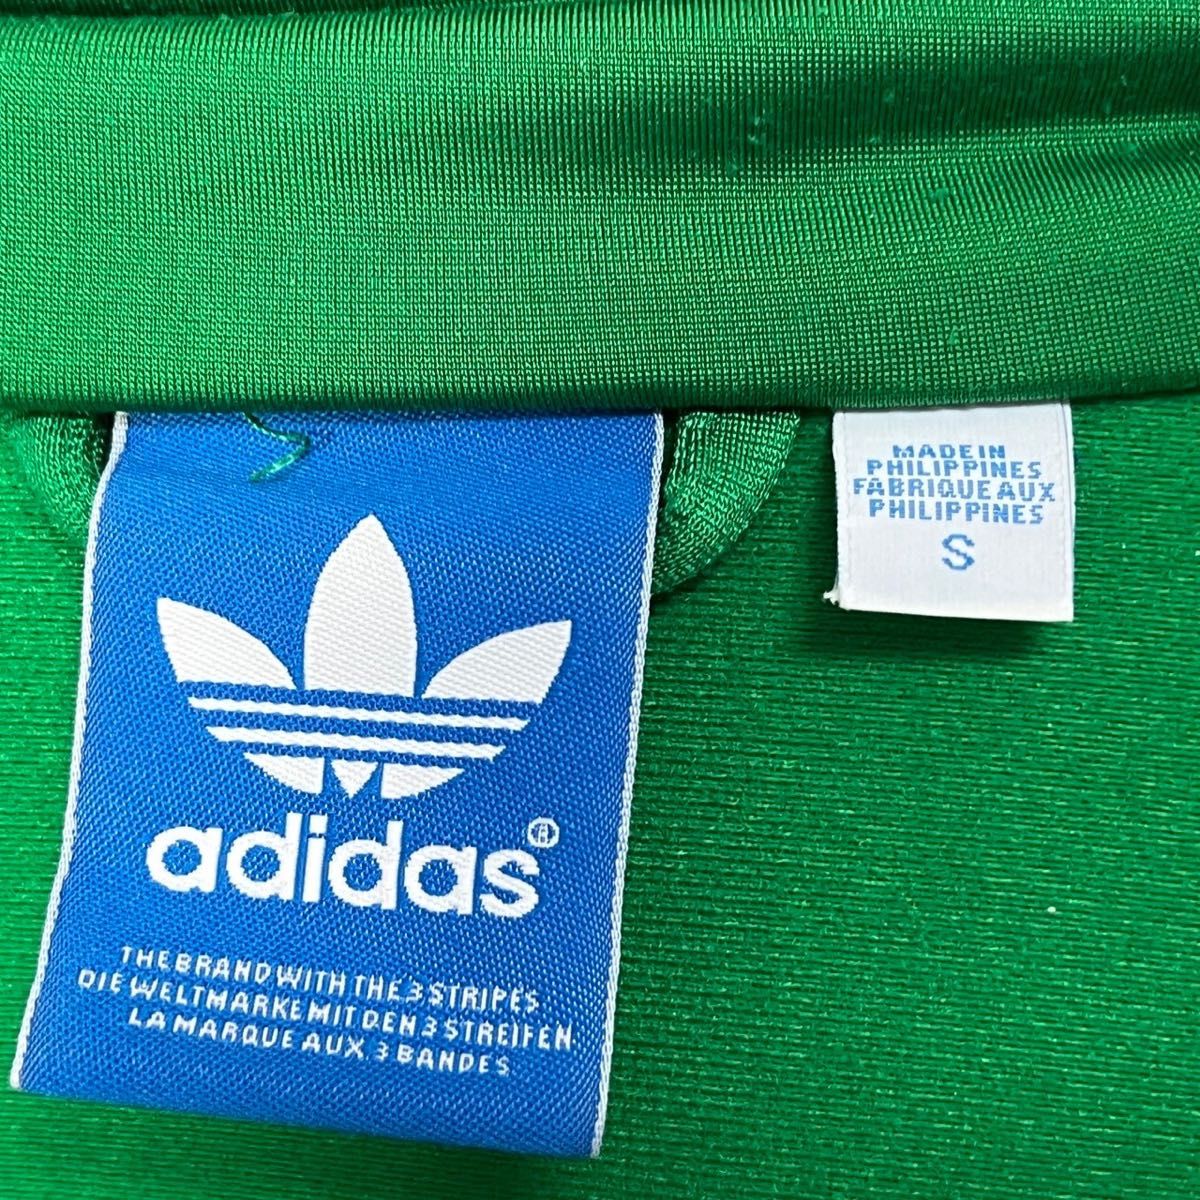 adidas®
THE BRAND WITH THE 3 STRIPES
DIE WELTMARKE MIT DEN 3 STREIFEN
LA MARQUE AUX 3 BANDES
MADE IN
PHILIPPINES
FABRIQUE AUX
PHILIPPINES
S